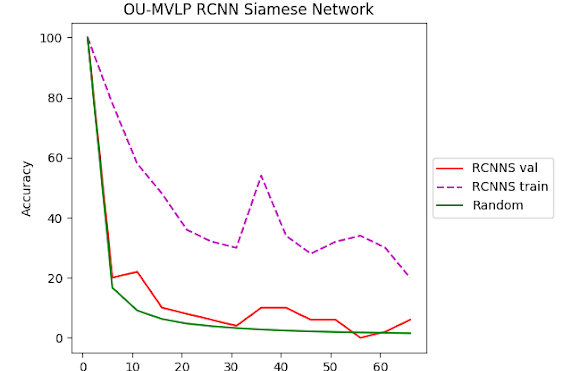 OU-MVLP RCNN Siamese Network
100
80
60
40
20
0
Accuracy
0 10 20 30 40 50 60
RCNNS val
RCNNS train
Random